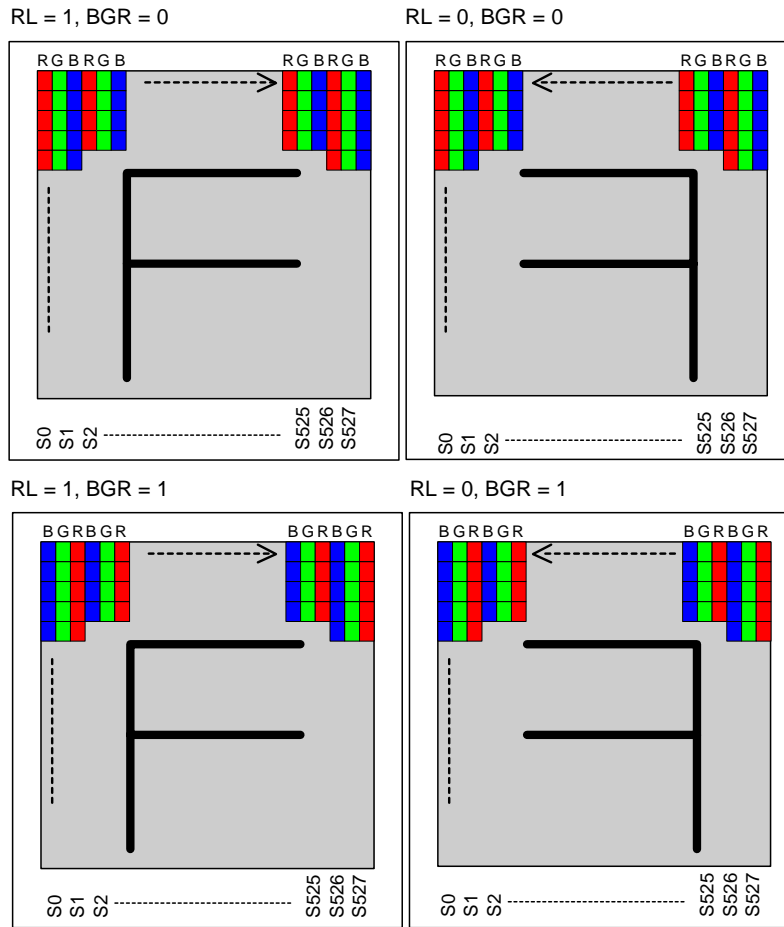 RL = 1, BGR = 0
RL = 0, BGR = 0
R G B R G B
R G B R G B
R G B R G B
R G B R G B
S0 S1 S2 S525 S526 S527
S0 S1 S2 S525 S526 S527
RL = 1, BGR = 1
RL = 0, BGR = 1
B G R B G R
B G R B G R
B G R B G R
B G R B G R
S0 S1 S2 S525 S526 S527
S0 S1 S2 S525 S526 S527